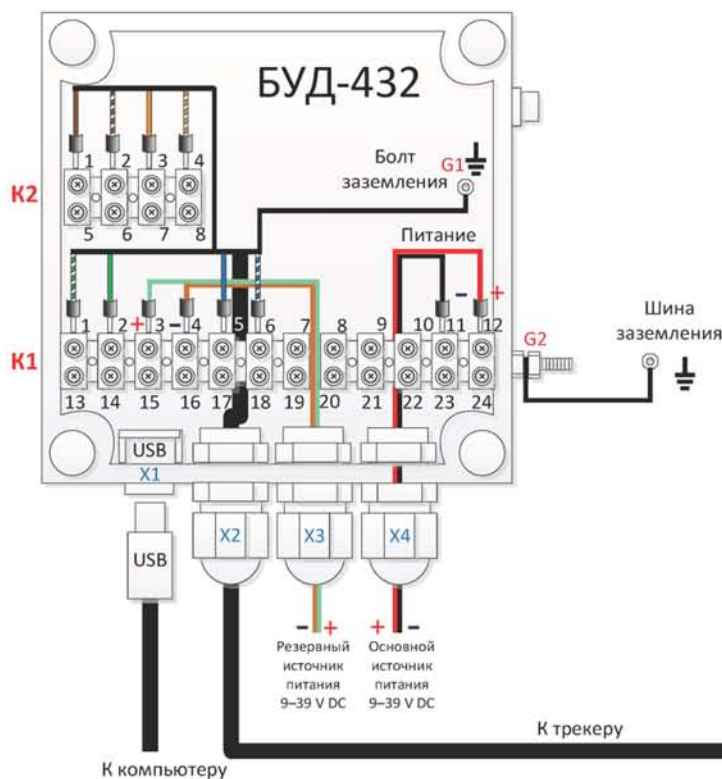 БУД-432
1 2 3 4
К2
5 6 7 8
Болт G1
заземления
Питание
- +
Шина
заземления
1 2 + 3 - 4 5 6 7 8 9 10 11 12
К1
G2
13 14 15 16 17 18 19 20 21 22 23 24
USB
X1
X2 X3 X4
USB
- + + -
Резервный
источник
питания
9–39 V DC
Основной
источник
питания
9–39 V DC
К трекеру
К компьютеру